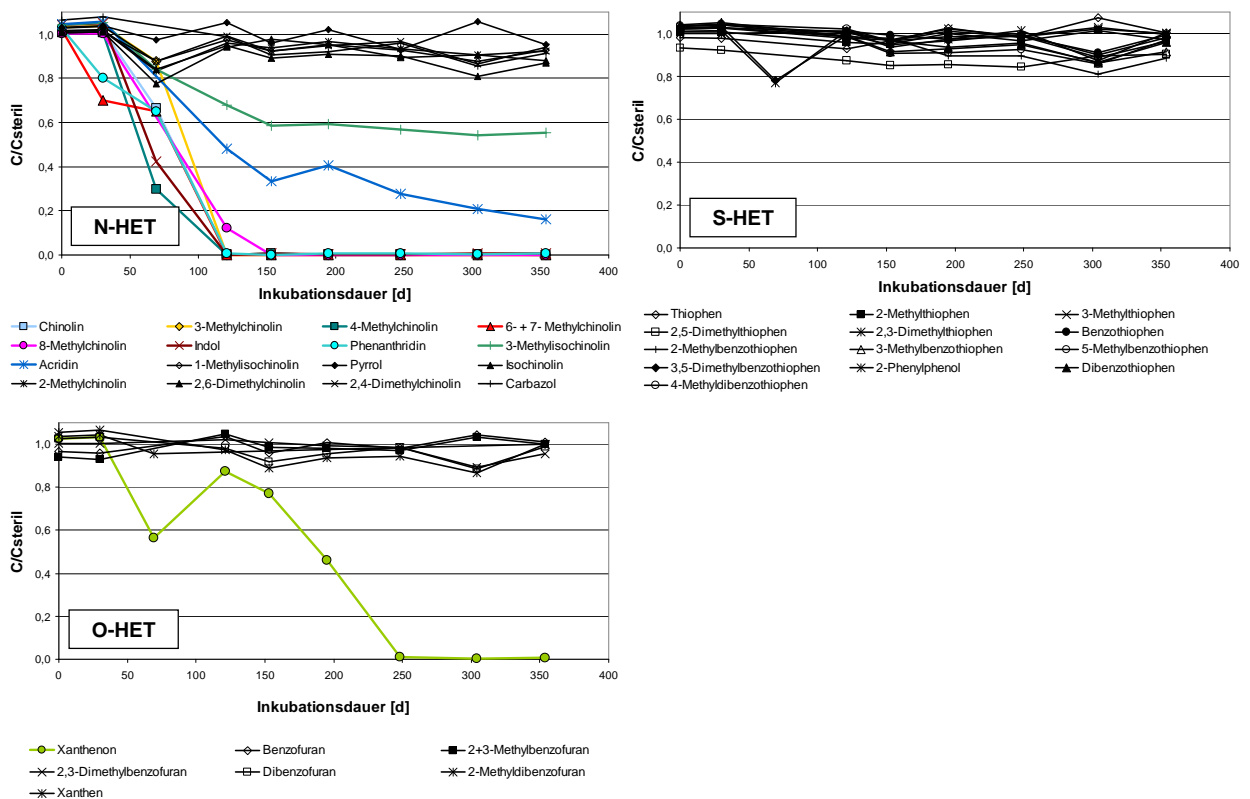 C/Csteril
1,0
0,8
0,6
0,4
0,2
0,0
N-HET
0 50 100 150 200 250 300 350 400
Inkubationsdauer [d]
Chinolin 3-Methylchinolin 4-Methylchinolin 6- + 7- Methylchinolin
8-Methylchinolin Indol Phenanthridin 3-Methylisochinolin
Acridin 1-Methylisochinolin Pyrrol Isochinolin
2-Methylchinolin 2,6-Dimethylchinolin 2,4-Dimethylchinolin Carbazol
C/Csteril
1,0
0,8
0,6
0,4
0,2
0,0
S-HET
0 50 100 150 200 250 300 350 400
Inkubationsdauer [d]
Thiophen 2-Methylthiophen 3-Methythiophen
2,5-Dimethylthiophen 2,3-Dimetylthiophen Benzothiophen
2-Methylbenzothiophen 3-Methylbenzothiophen 5-Methylbenzothiophen
3,5-Dimethylbenzothiophen 2-Phenylphenol Dibenzothiophen
4-Methyldibenzothiophen
C/Csteril
1,0
0,8
0,6
0,4
0,2
0,0
O-HET
0 50 100 150 200 250 300 350 400
Inkubationsdauer [d]
Xanthenon Benzofuran 2+3-Methylbenzofuran
2,3-Dimethylbenzofuran Dibenzofuran 2-Methyldibenzofuran
Xanthen